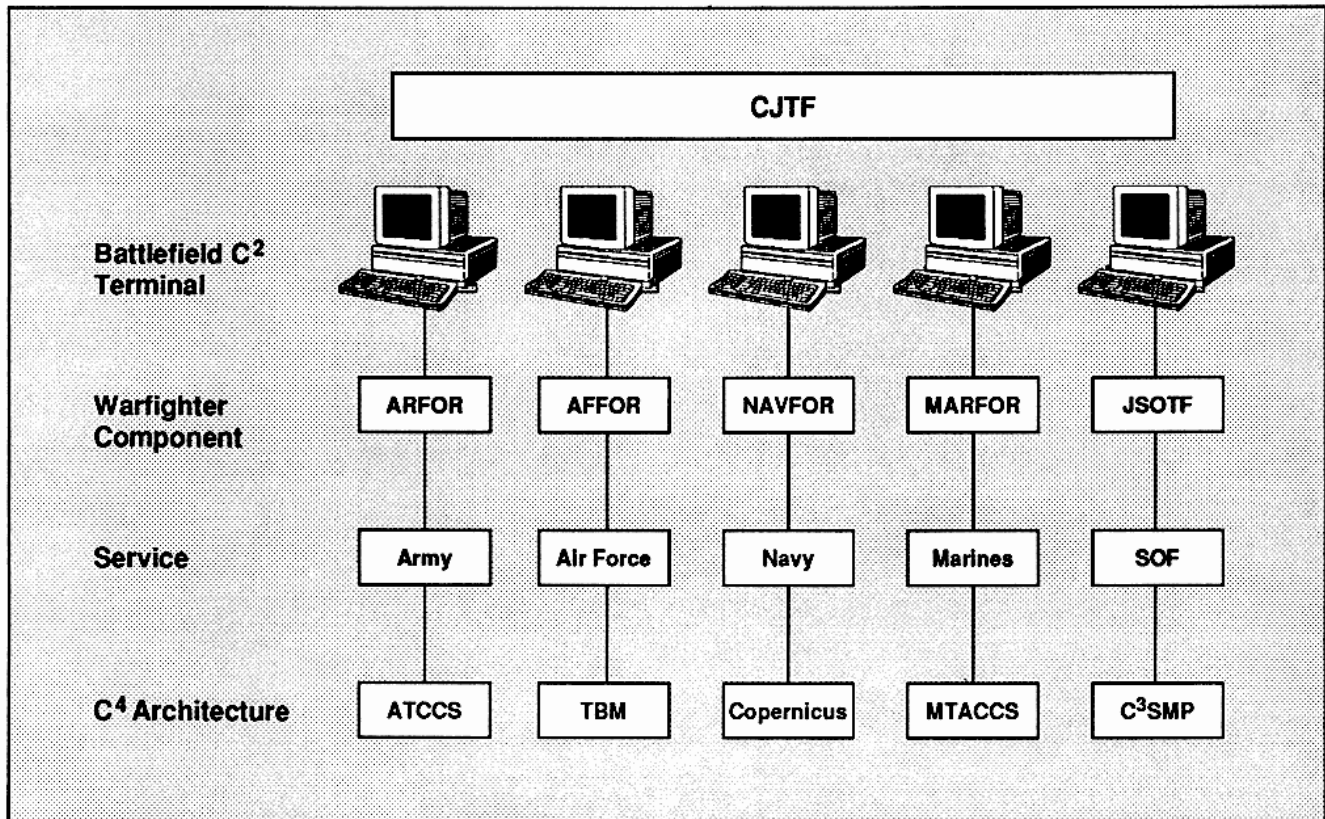 CJTF
Battlefield C²
Terminal
Warfighter
Component
ARFOR
AFFOR
NAVFOR
MARFOR
JSOTF
Service
Army
Air Force
Navy
Marines
SOF
C⁴ Architecture
ATCCS
TBM
Copernicus
MTACCS
C³SMP